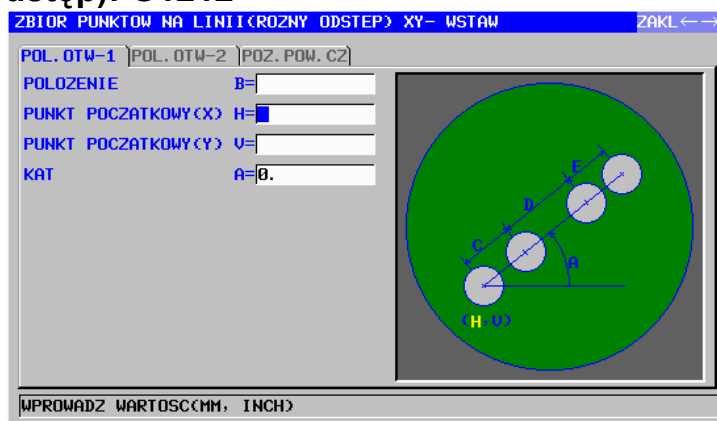 ZBIOR PUNKTOW NA LINII(ROZNY ODSTEP) XY- WSTAW ZAKL←→
POL.OTW-1 POL.OTW-2 POZ.POW.CZ
POLOZENIE B=
PUNKT POCZATKOWY(X) H=
PUNKT POCZATKOWY(Y) V=
KAT A=0.
E
D
C
A
(H,V)
WPROWADZ WARTOSC(MM, INCH)